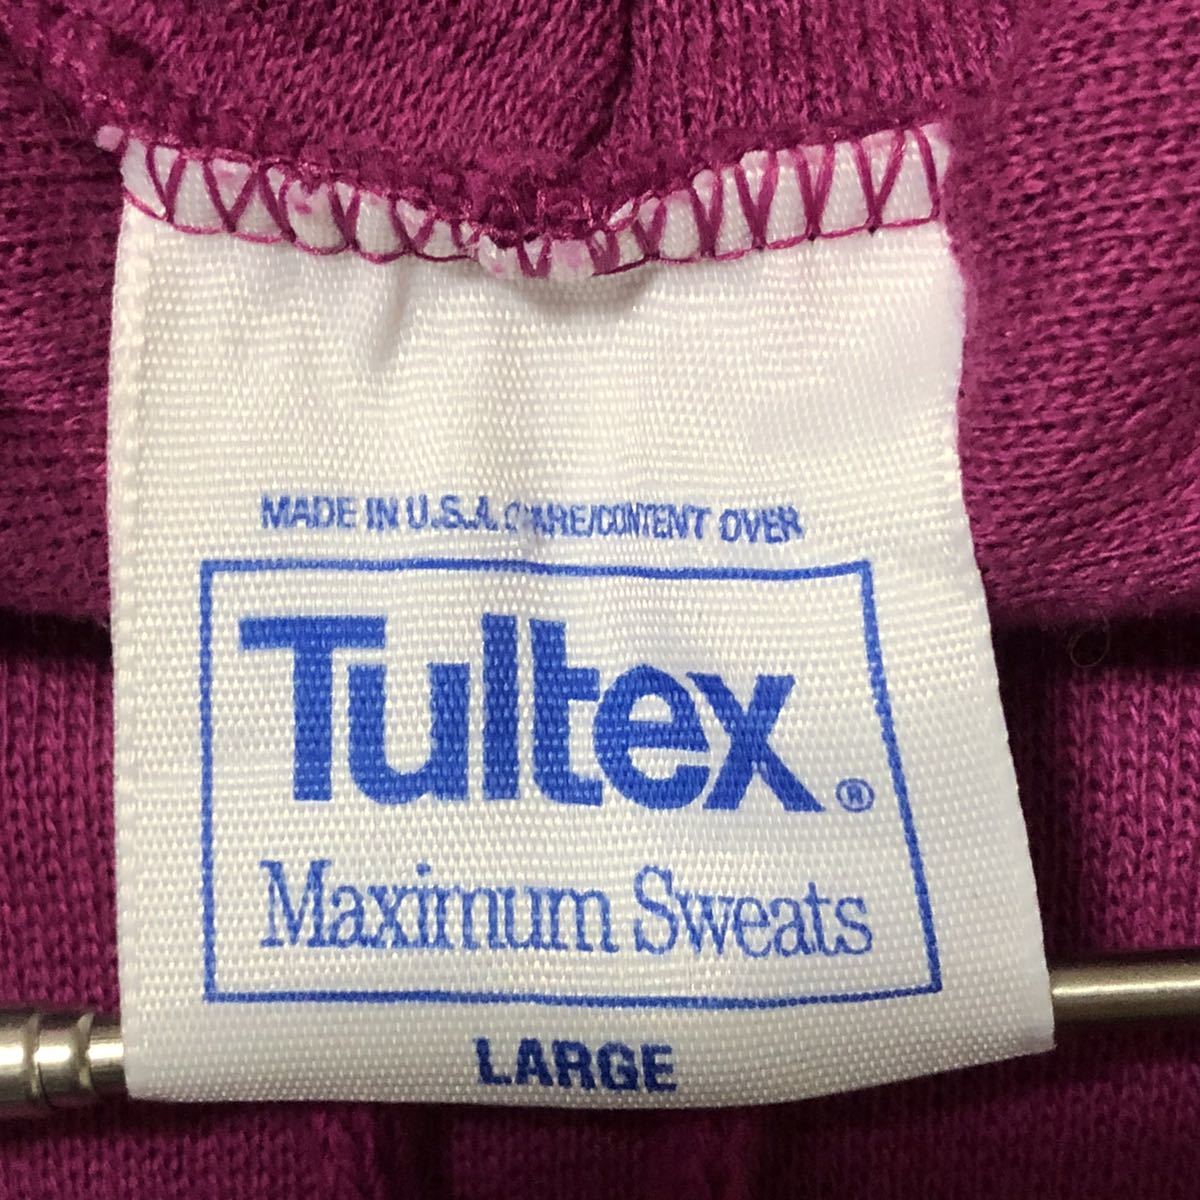 MADE IN U.S.A. CARE/CONTENT OVER
Tultex®
Maximum Sweats
LARGE